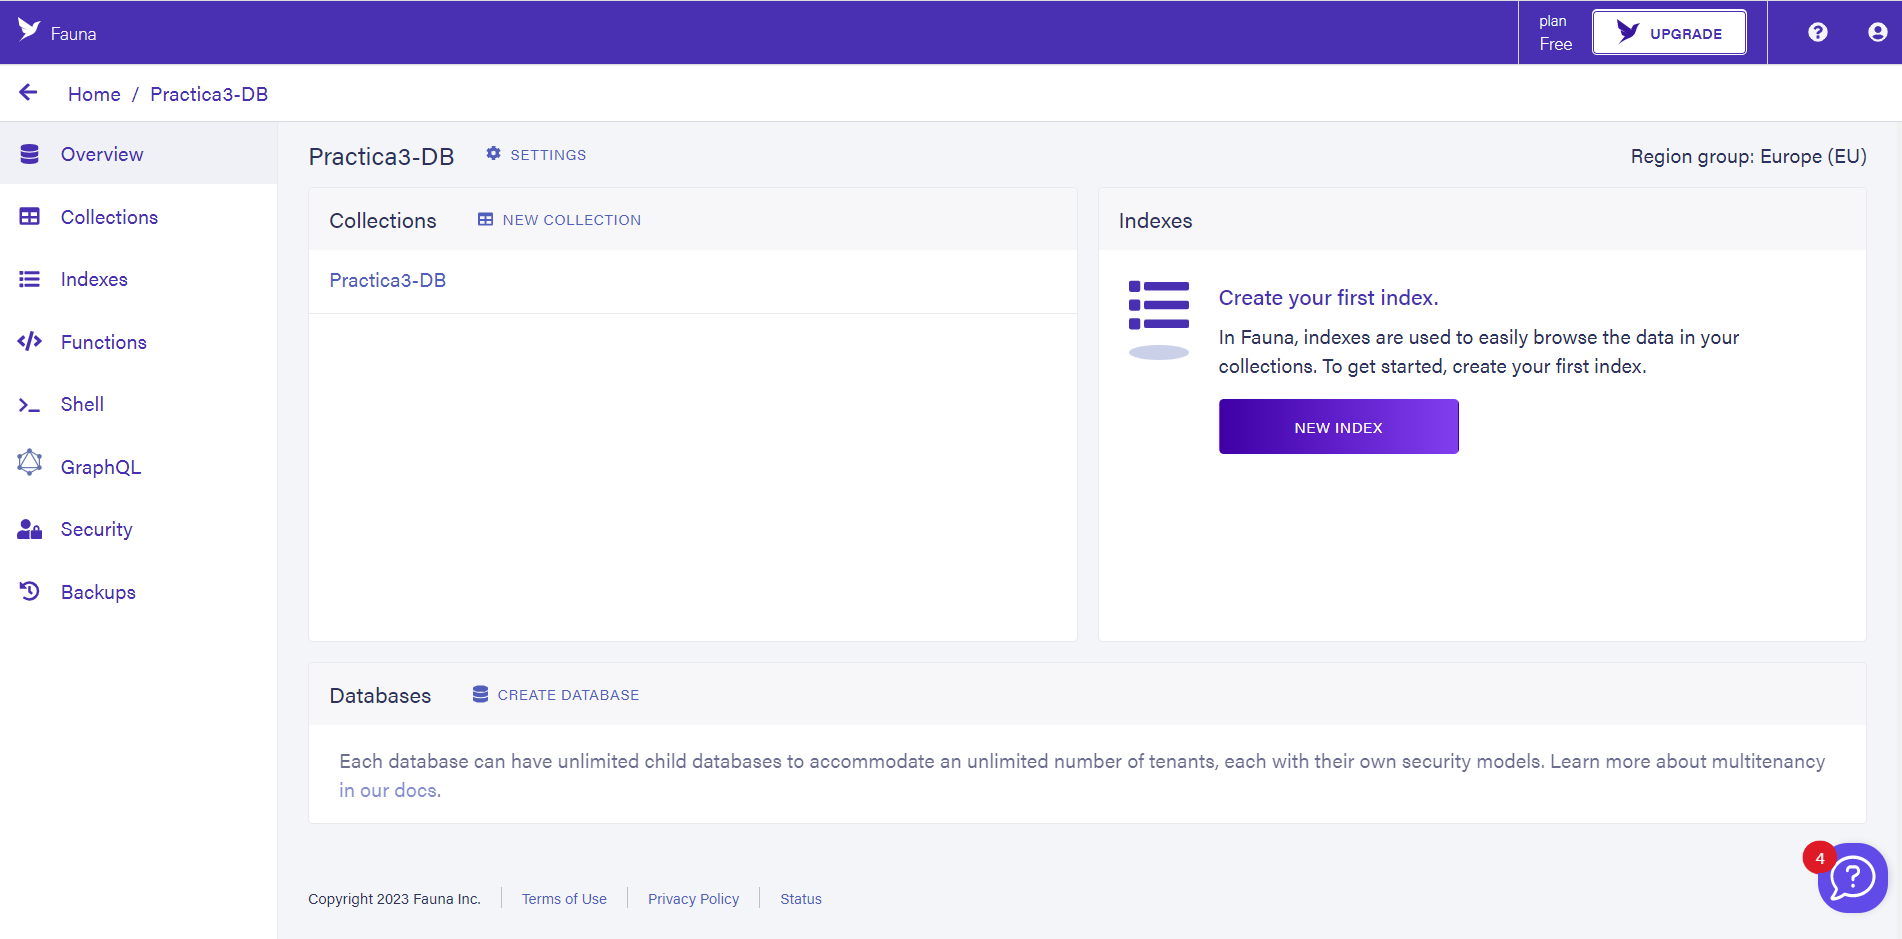 Fauna
plan
Free
UPGRADE
Home / Practica3-DB
Overview
Collections
Indexes
Functions
Shell
GraphQL
Security
Backups
Practica3-DB
SETTINGS
Region group: Europe (EU)
Collections
NEW COLLECTION
Practica3-DB
Indexes
Create your first index.
In Fauna, indexes are used to easily browse the data in your
collections. To get started, create your first index.
NEW INDEX
Databases
CREATE DATABASE
Each database can have unlimited child databases to accommodate an unlimited number of tenants, each with their own security models. Learn more about multitenancy
in our docs.
4
Copyright 2023 Fauna Inc.
Terms of Use
Privacy Policy
Status